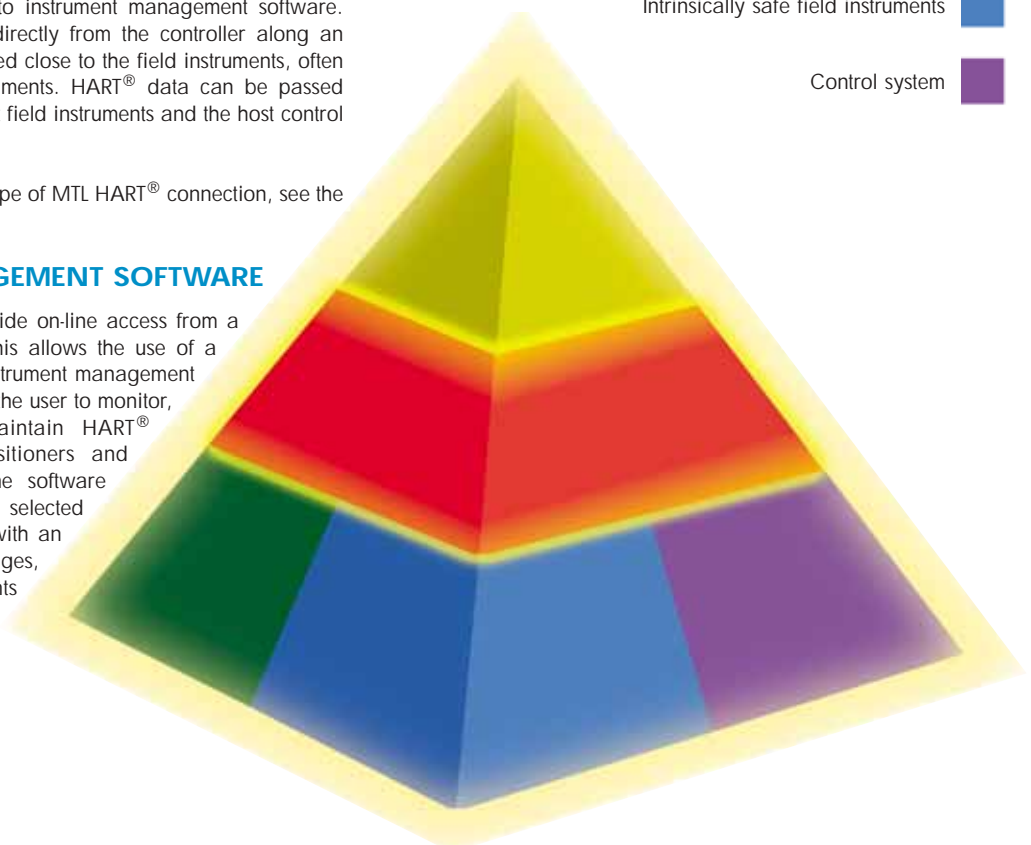 to instrument management software.
directly from the controller along an
ed close to the field instruments, often
ments. HART® data can be passed
field instruments and the host control
pe of MTL HART® connection, see the
GEMENT SOFTWARE
ide on-line access from a
his allows the use of a
strument management
he user to monitor,
aintain HART®
sitioners and
ne software
selected
with an
ges,
nts
Intrinsically safe field instruments
Control system